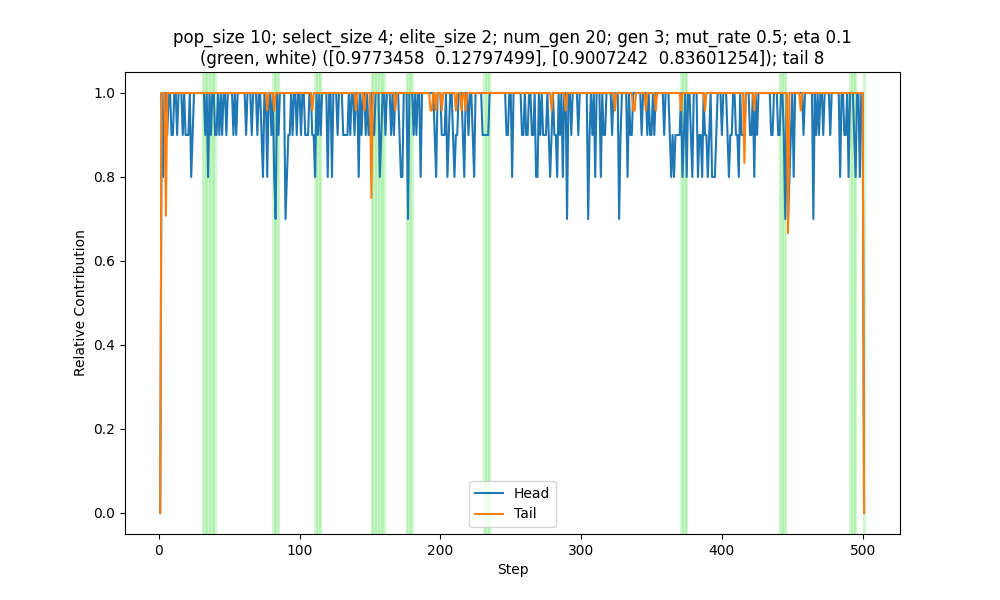 pop_size 10; select_size 4; elite_size 2; num_gen 20; gen 3; mut_rate 0.5; eta 0.1
(green, white) ([0.9773458  0.12797499], [0.9007242  0.83601254]); tail 8
1.0
0.8
0.6
0.4
0.2
0.0
Relative Contribution
Head
Tail
0
100
200
300
400
500
Step